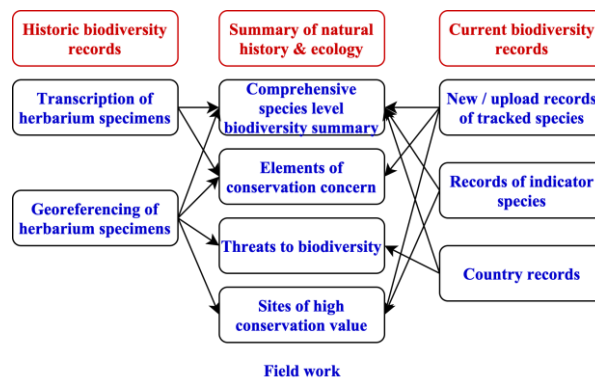 Historic biodiversity
records
Summary of natural
history & ecology
Current biodiversity
records
Transcription of
herbarium specimens
Comprehensive
species level
biodiversity summary
New / upload records
of tracked species
Elements of
conservation concern
Records of indicator
species
Georeferencing of
herbarium specimens
Threats to biodiversity
Country records
Sites of high
conservation value
Field work